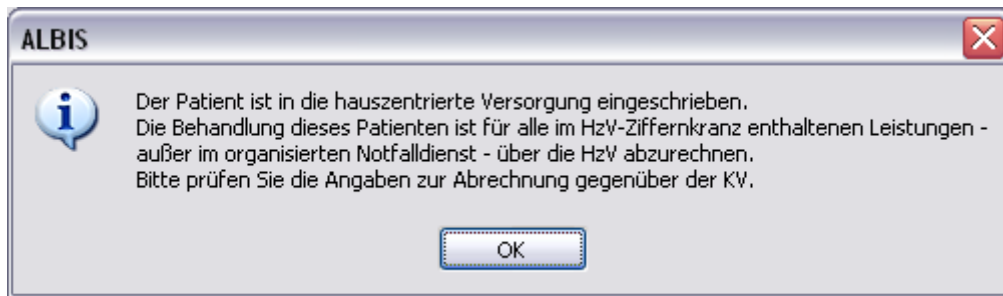 ALBIS
Der Patient ist in die hauszentrierte Versorgung eingeschrieben.
Die Behandlung dieses Patienten ist für alle im HzV-Ziffernkranz enthaltenen Leistungen -
außer im organisierten Notfalldienst - über die HzV abzurechnen.
Bitte prüfen Sie die Angaben zur Abrechnung gegenüber der KV.
OK